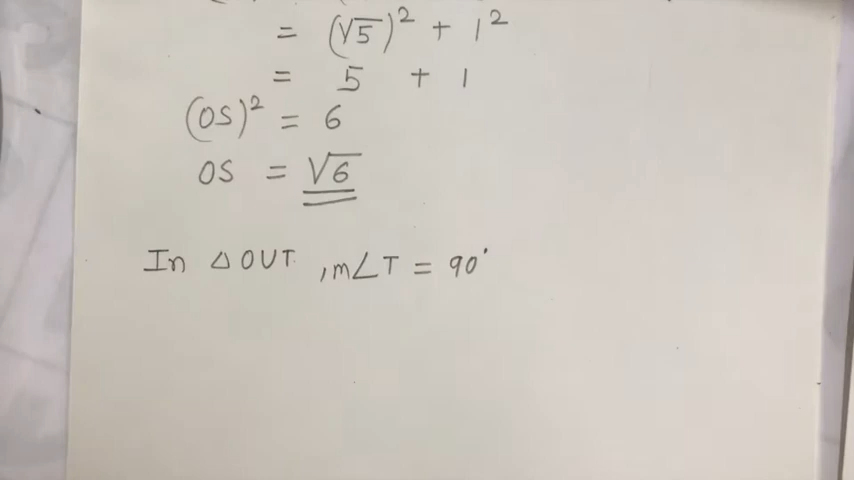 = (√5)² + 1²
= 5 + 1
(OS)² = 6
OS = √6
In △OUT, m∠T = 90°